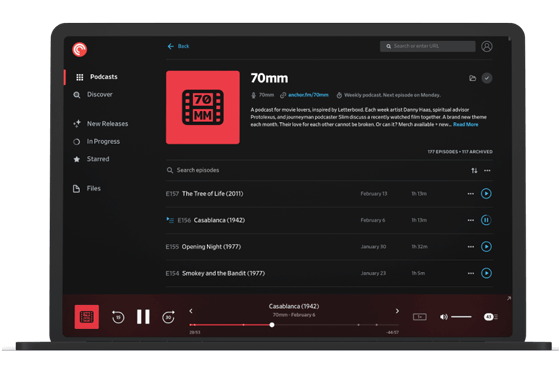 Back
Search or enter URL
Podcasts
Discover
New Releases
In Progress
Starred
Files
70
MM
70mm
70mm anchor.fm/70mm Weekly podcast. Next episode on Monday.
A podcast for movie lovers, inspired by Letterboxd. Each week artist Danny Haas, spiritual advisor
Protolexus, and journeyman podcaster Slim discuss a recently watched film together. A brand new theme
each month. Their love for each other cannot be broken. Or can it? Merch available + now... Read More
177 EPISODES • 117 ARCHIVED
Search episodes
E157 The Tree of Life (2011) February 13 1h 13m
E156 Casablanca (1942) February 6 1h 13m
E155 Opening Night (1977) January 30 1h 32m
E154 Smokey and the Bandit (1977) January 23 1h 5m
15
30
Casablanca (1942)
70mm - February 6
1x